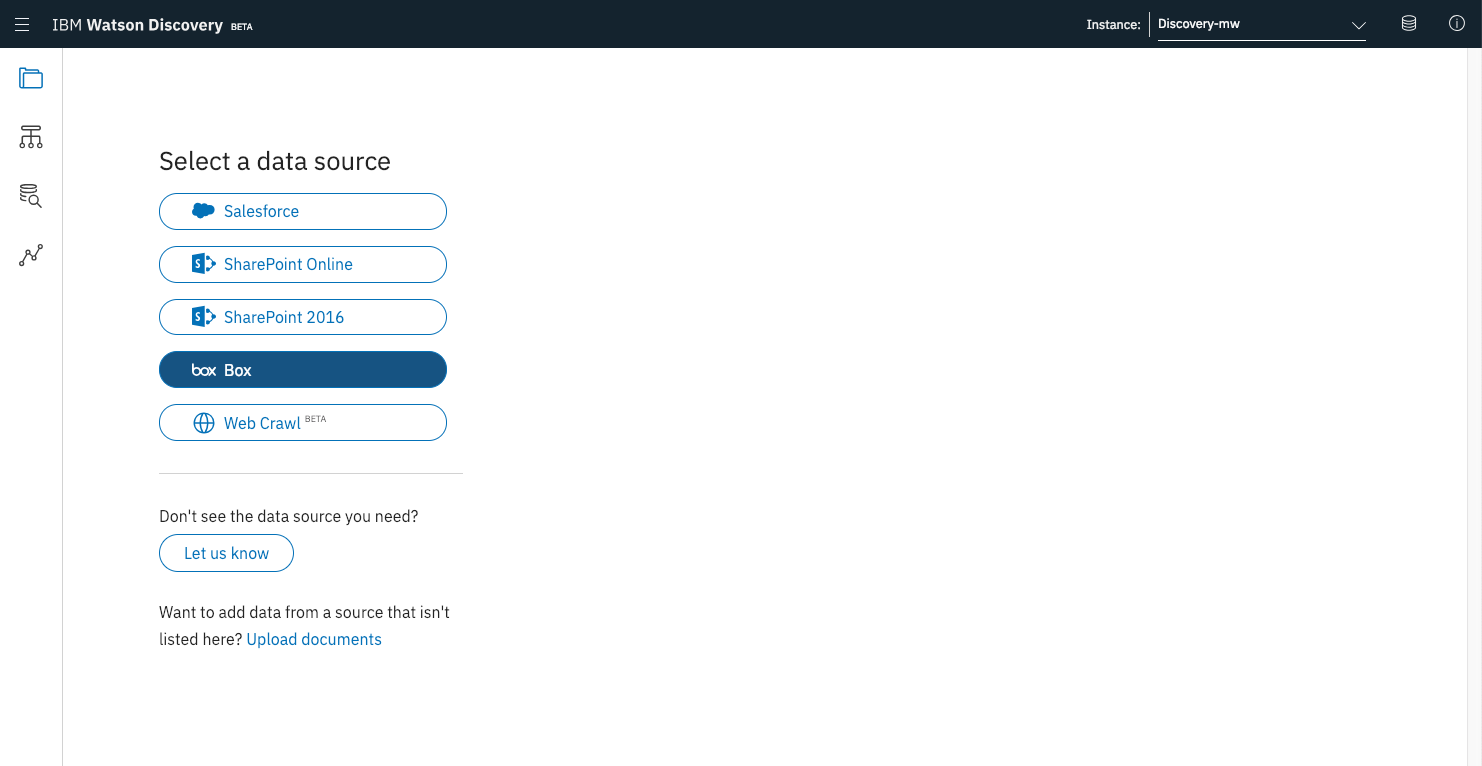 IBM Watson Discovery BETA
Instance: Discovery-mw
Select a data source
Salesforce
S SharePoint Online
S SharePoint 2016
box Box
Web Crawl BETA
Don't see the data source you need?
Let us know
Want to add data from a source that isn't
listed here? Upload documents